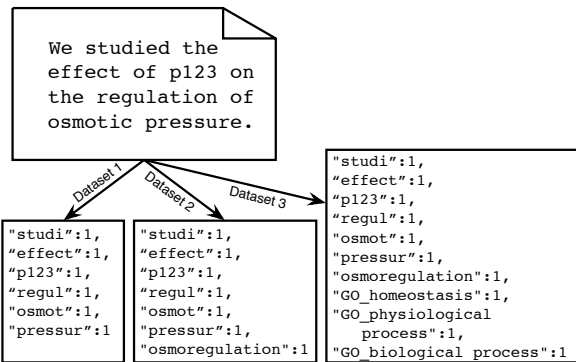 We studied the
effect of p123 on
the regulation of
osmotic pressure.
Dataset 1
Dataset 2
Dataset 3
"studi”:1,
“effect”:1,
“p123”:1,
“regul”:1,
"osmot”:1,
"pressur”:1
"studi”:1,
“effect”:1,
“p123”:1,
“regul”:1,
"osmot”:1,
"pressur”:1,
"osmoregulation":1
"studi”:1,
“effect”:1,
“p123”:1,
“regul”:1,
"osmot”:1,
"pressur”:1,
"osmoregulation":1,
"GO_homeostasis":1,
"GO_physiological
process":1,
"GO_biological process":1